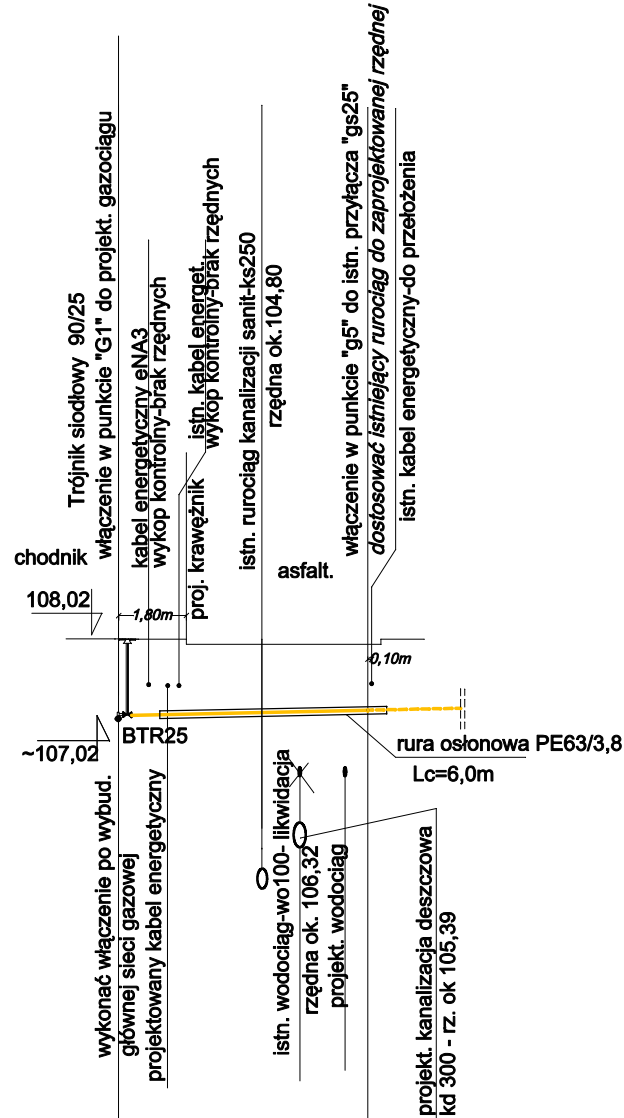 Trójnik siodłowy 90/25
włączenie w punkcie "G1" do projekt. gazociągu
kabel energetyczny eNA3
wykop kontrolny-brak rzędnych
proj. krawężnik
istn. kabel energet.
wykop kontrolny-brak rzędnych
istn. rurociąg kanalizacji sanit-ks250
rzędna ok.104,80
włączenie w punkcie "g5" do istn. przyłącza "gs25"
dostosować istniejący rurociąg do zaprojektowanej rzędnej
istn. kabel energetyczny-do przełożenia
chodnik
asfalt.
108,02
1,80m
0,10m
~107,02
BTR25
rura osłonowa PE63/3,8
Lc=6,0m
wykonać włączenie po wybud.
głównej sieci gazowej
projektowany kabel energetyczny
istn. wodociąg-wo100- likwidacja
rzędna ok. 106,32
projekt. wodociąg
projekt. kanalizacja deszczowa
kd 300 - rz. ok 105,39